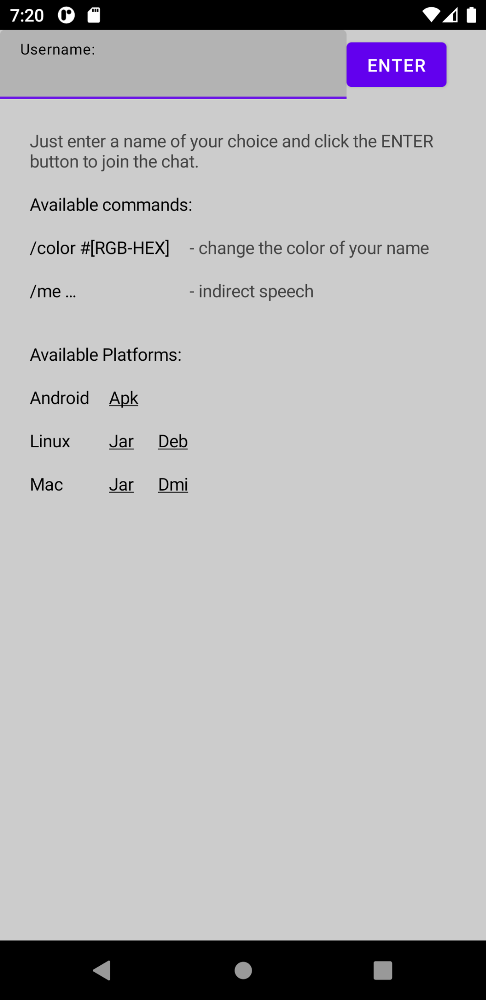 7:20
Username:
ENTER
Just enter a name of your choice and click the ENTER
button to join the chat.
Available commands:
/color #[RGB-HEX] - change the color of your name
/me ... - indirect speech
Available Platforms:
Android Apk
Linux Jar Deb
Mac Jar Dmi